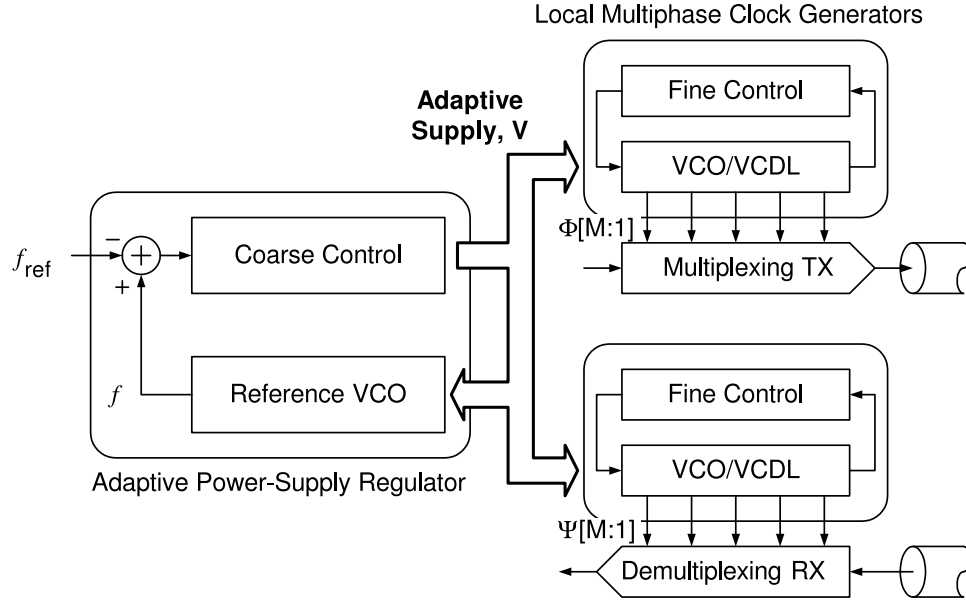 Local Multiphase Clock Generators
Fine Control
Adaptive
Supply, V
VCO/VCDL
Φ[M:1]
−
f_ref
+
+
Coarse Control
Multiplexing TX
Fine Control
f
Reference VCO
VCO/VCDL
Adaptive Power-Supply Regulator
Ψ[M:1]
Demultiplexing RX